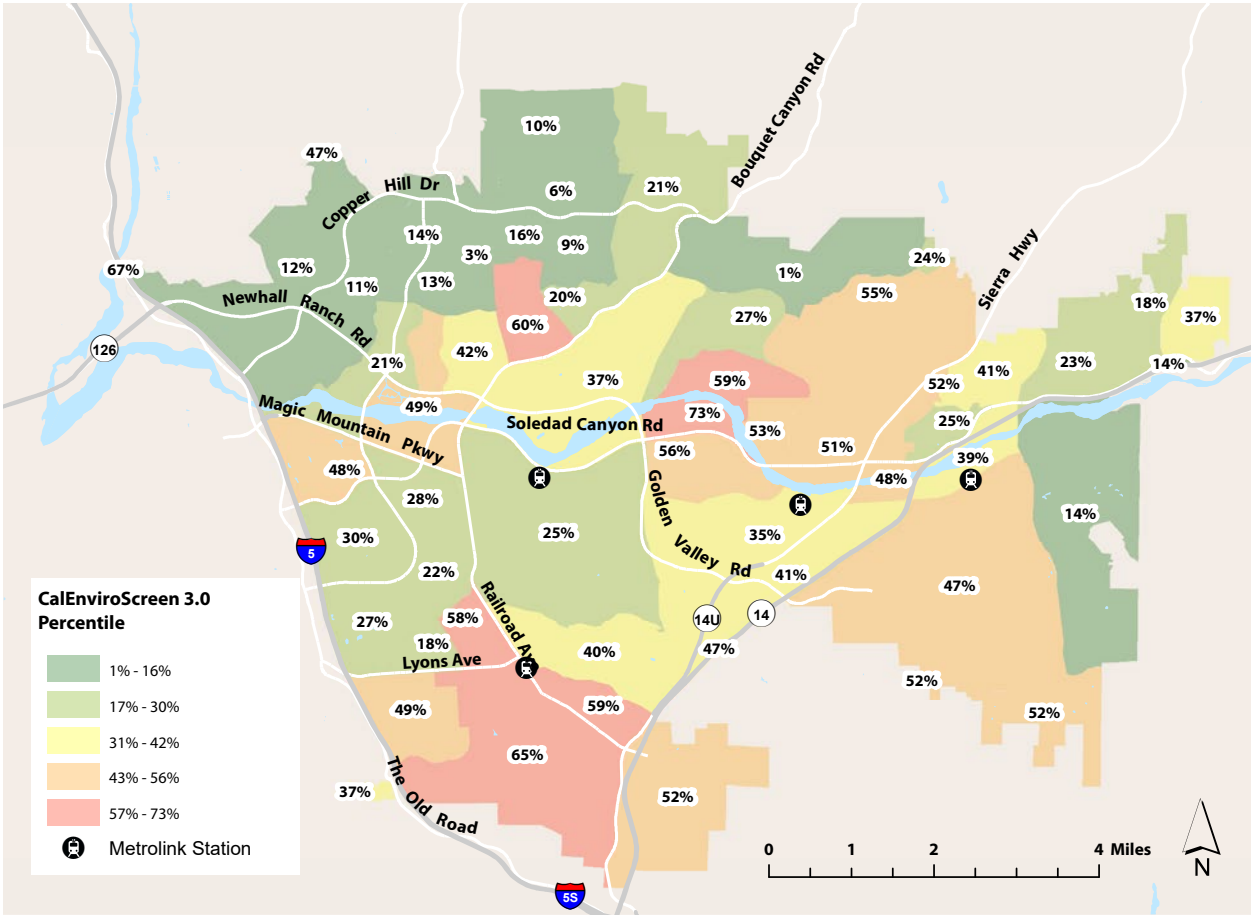 Bouquet Canyon Rd
10%
47%
Copper Hill Dr
6%
21%
14%
16%
9%
3%
24%
Sierra Hwy
67%
12%
13%
1%
11%
55%
Newhall Ranch Rd
20%
18%
37%
27%
60%
126
42%
21%
14%
23%
41%
37%
59%
52%
49%
Magic Mountain Pkwy
73%
Soledad Canyon Rd
25%
53%
51%
56%
39%
48%
48%
28%
Golden Valley Rd
14%
25%
35%
30%
5
22%
41%
47%
Railroad Ave
CalEnviroScreen 3.0
Percentile
1% - 16%
17% - 30%
31% - 42%
43% - 56%
57% - 73%
Metrolink Station
58%
27%
14U
14
18%
47%
40%
Lyons Ave
52%
59%
49%
52%
65%
37%
The Old Road
52%
0
1
2
4 Miles
N
5S